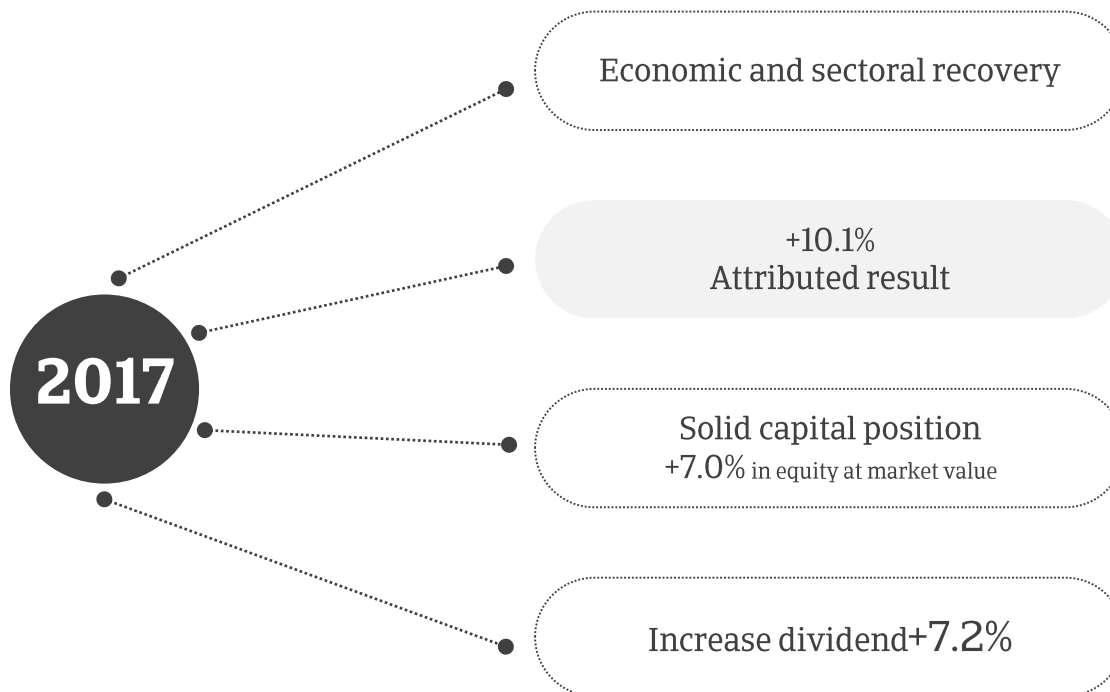 Economic and sectoral recovery
+10.1%
Attributed result
2017
Solid capital position
+7.0% in equity at market value
Increase dividend+7.2%